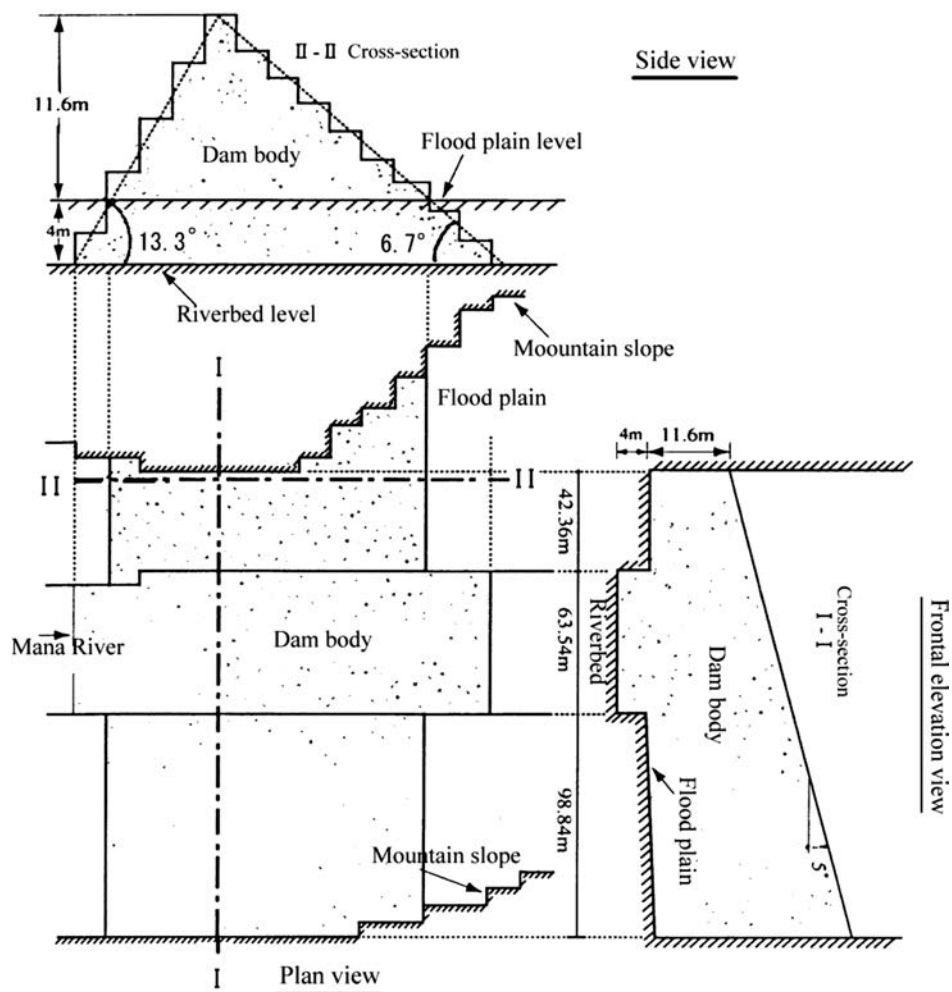 II - II Cross-section
Side view
11.6m
Dam body
Flood plain level
4m
13.3°
6.7°
Riverbed level
Moountain slope
I
Flood plain
4m
11.6m
II
II
42.36m
Riverbed
63.54m
Dam body
Mana River
Cross-section
I - I
Dam body
Frontal elevation view
98.84m
Flood plain
5°
Mountain slope
I
Plan view